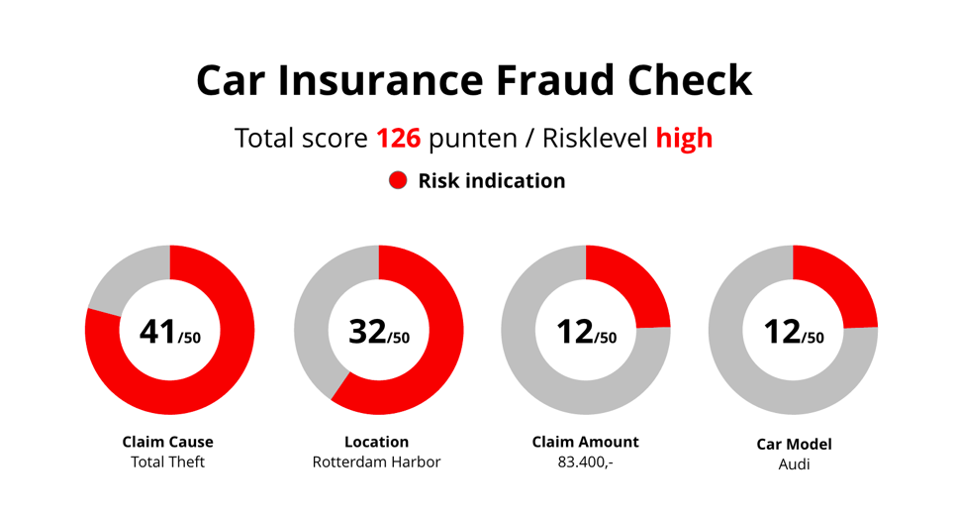 Car Insurance Fraud Check
Total score 126 punten / Risklevel high
Risk indication
41/50
32/50
12/50
12/50
Claim Cause
Total Theft
Location
Rotterdam Harbor
Claim Amount
83.400,-
Car Model
Audi